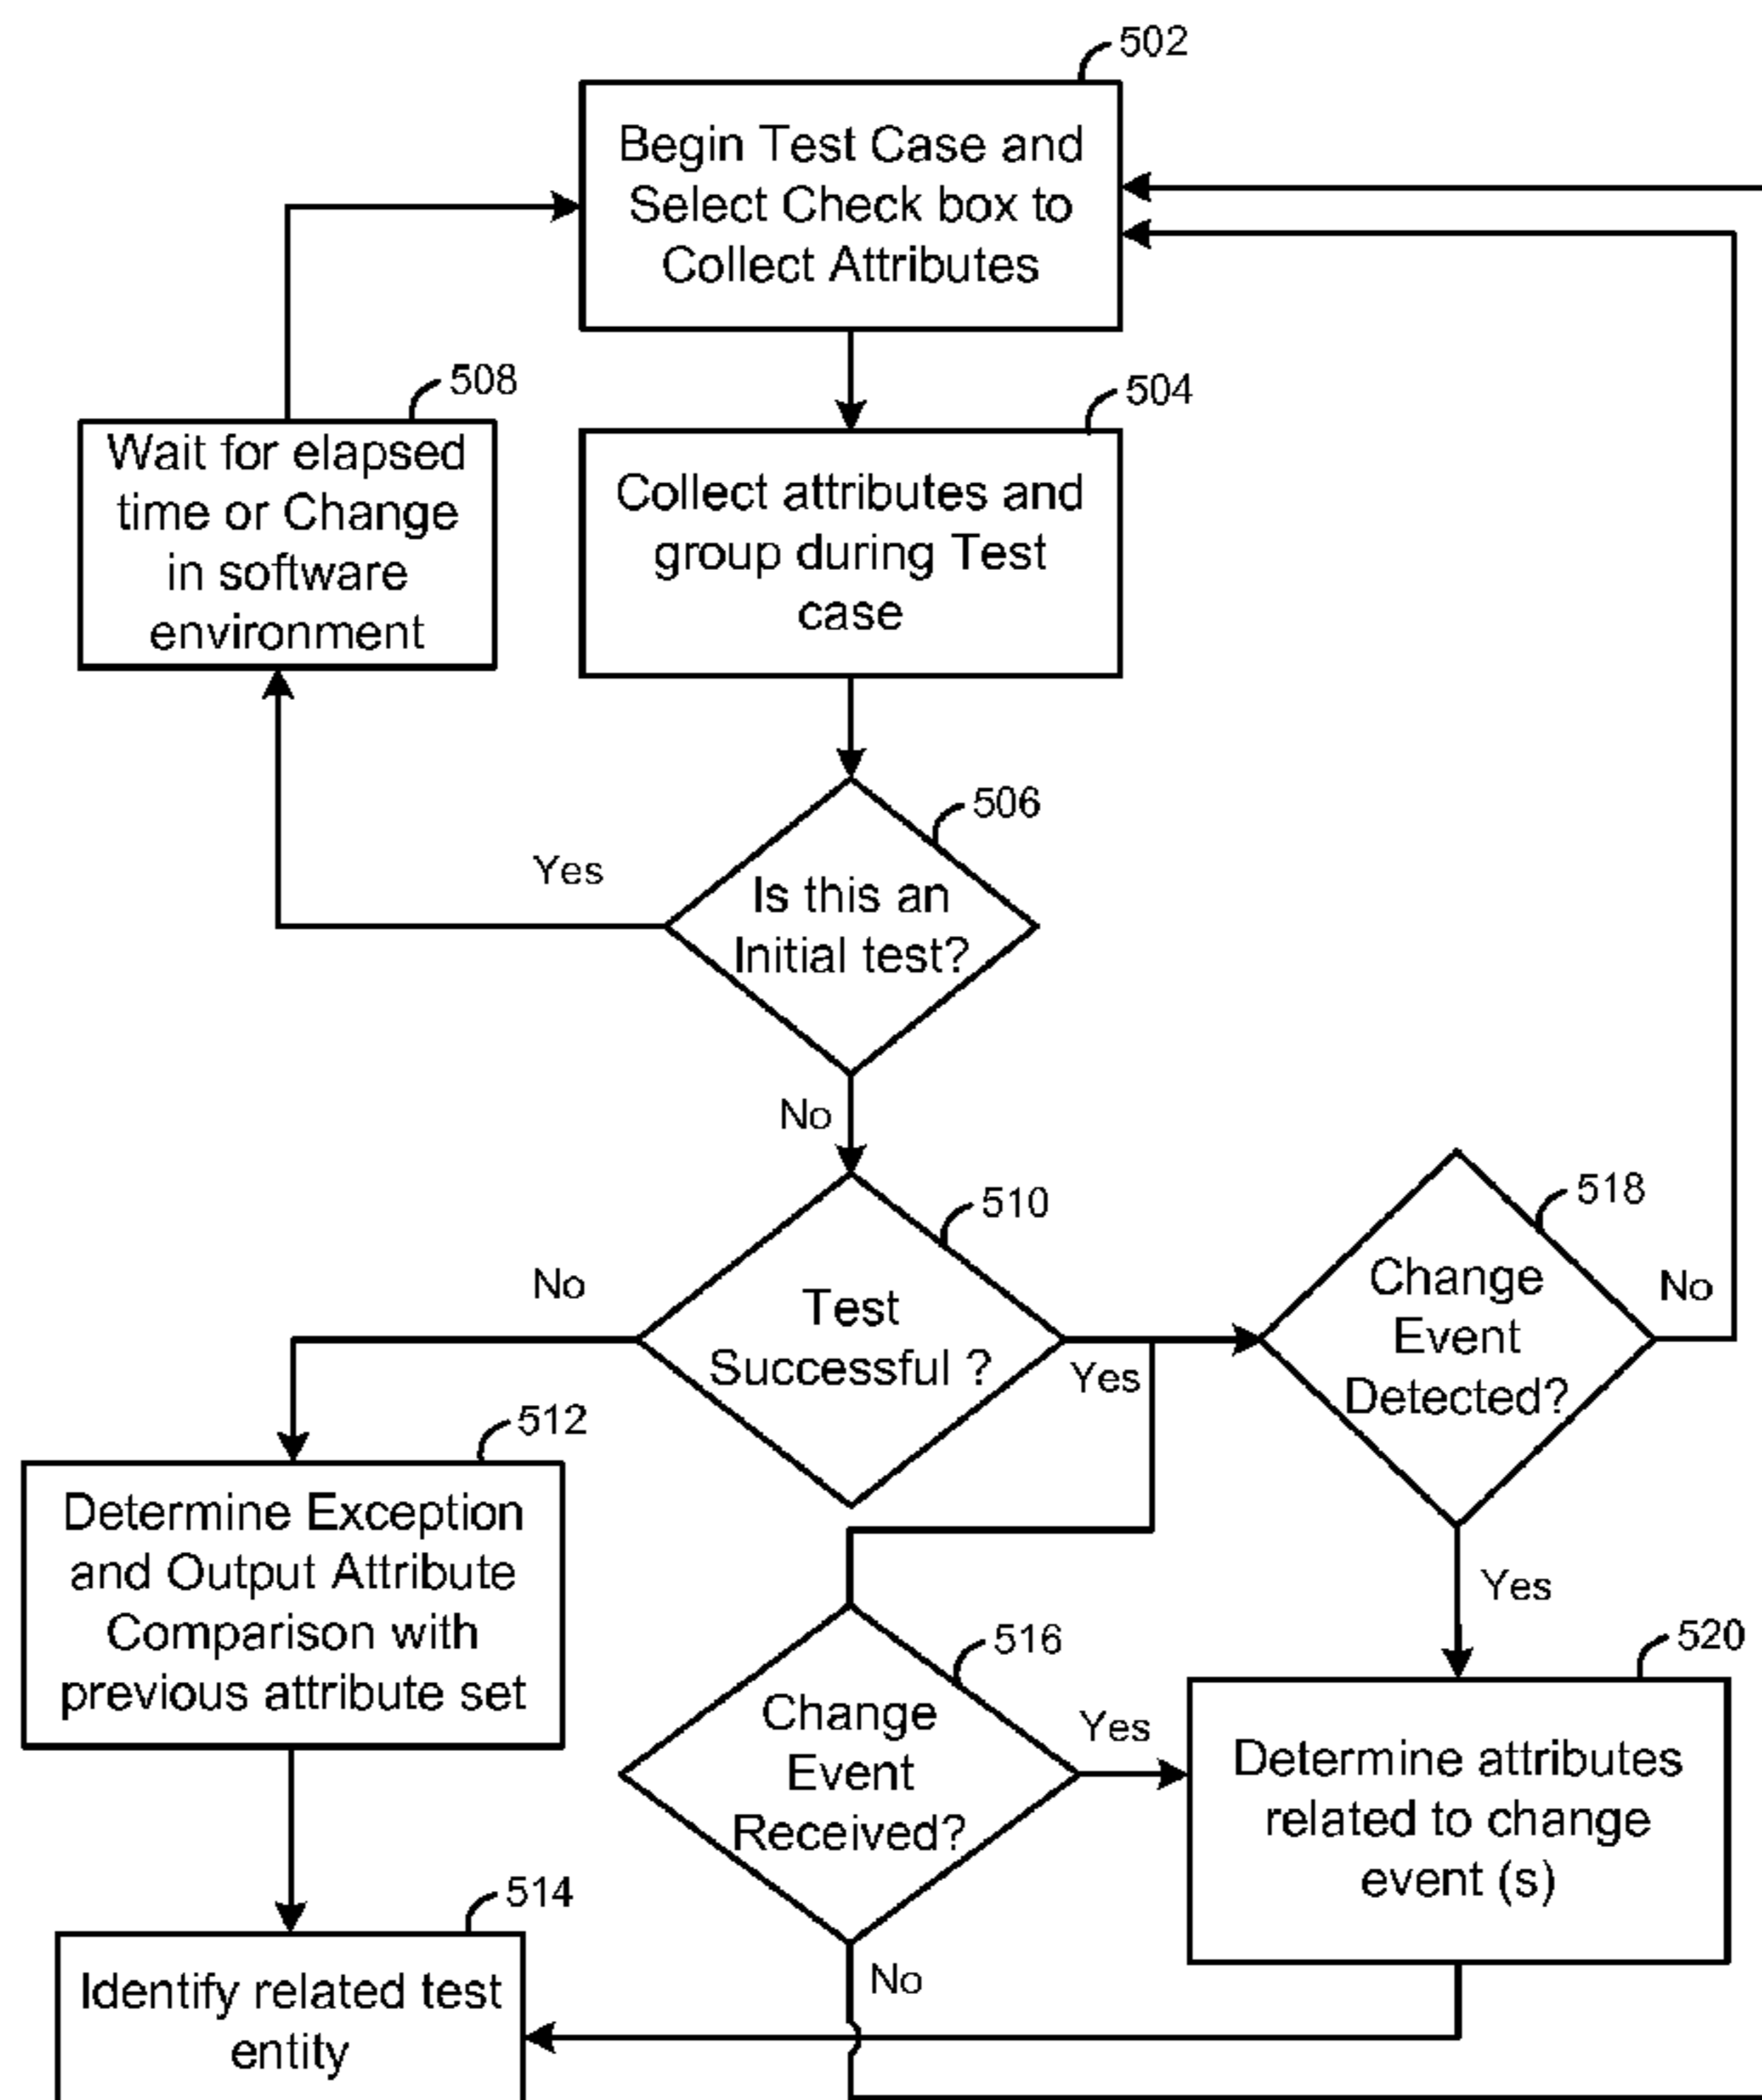 502
Begin Test Case and
Select Check box to
Collect Attributes
508
Wait for elapsed
time or Change
in software
environment
504
Collect attributes and
group during Test
case
506
Yes
Is this an
Initial test?
No
510
No
Test
Successful ?
Yes
518
Change
Event
Detected?
No
Yes
512
Determine Exception
and Output Attribute
Comparison with
previous attribute set
516
Change
Event
Received?
Yes
No
520
Determine attributes
related to change
event (s)
514
Identify related test
entity